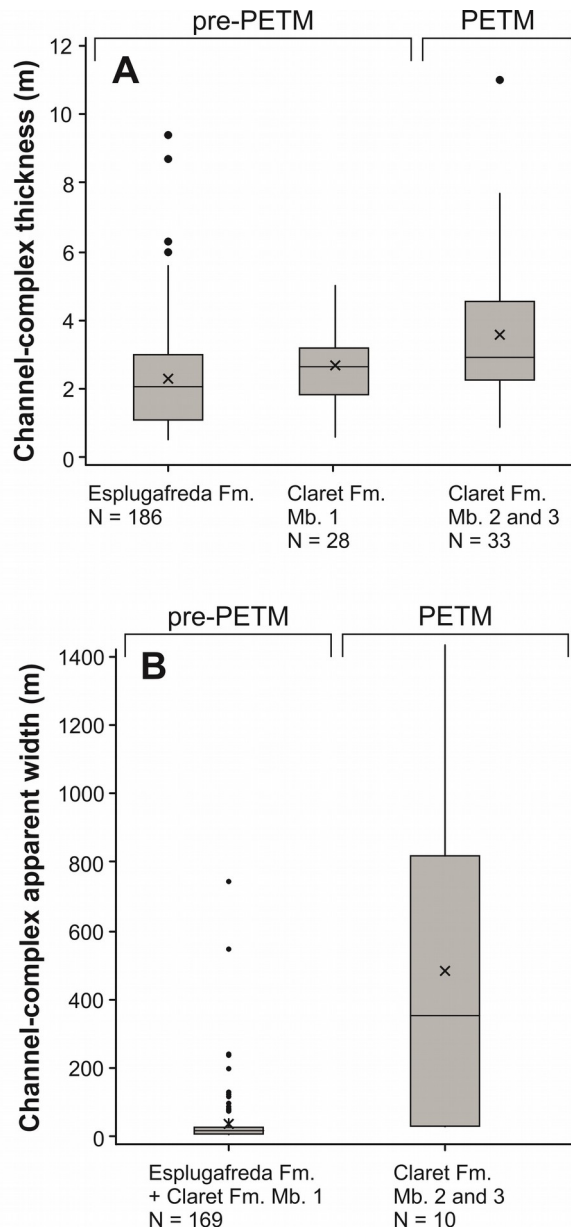 pre-PETM PETM
A
Channel-complex thickness (m)
12
10
8
6
4
2
0
Esplugafreda Fm.
N = 186
Claret Fm.
Mb. 1
N = 28
Claret Fm.
Mb. 2 and 3
N = 33
pre-PETM PETM
B
Channel-complex apparent width (m)
1400
1200
1000
800
600
400
200
0
Esplugafreda Fm.
+ Claret Fm. Mb. 1
N = 169
Claret Fm.
Mb. 2 and 3
N = 10